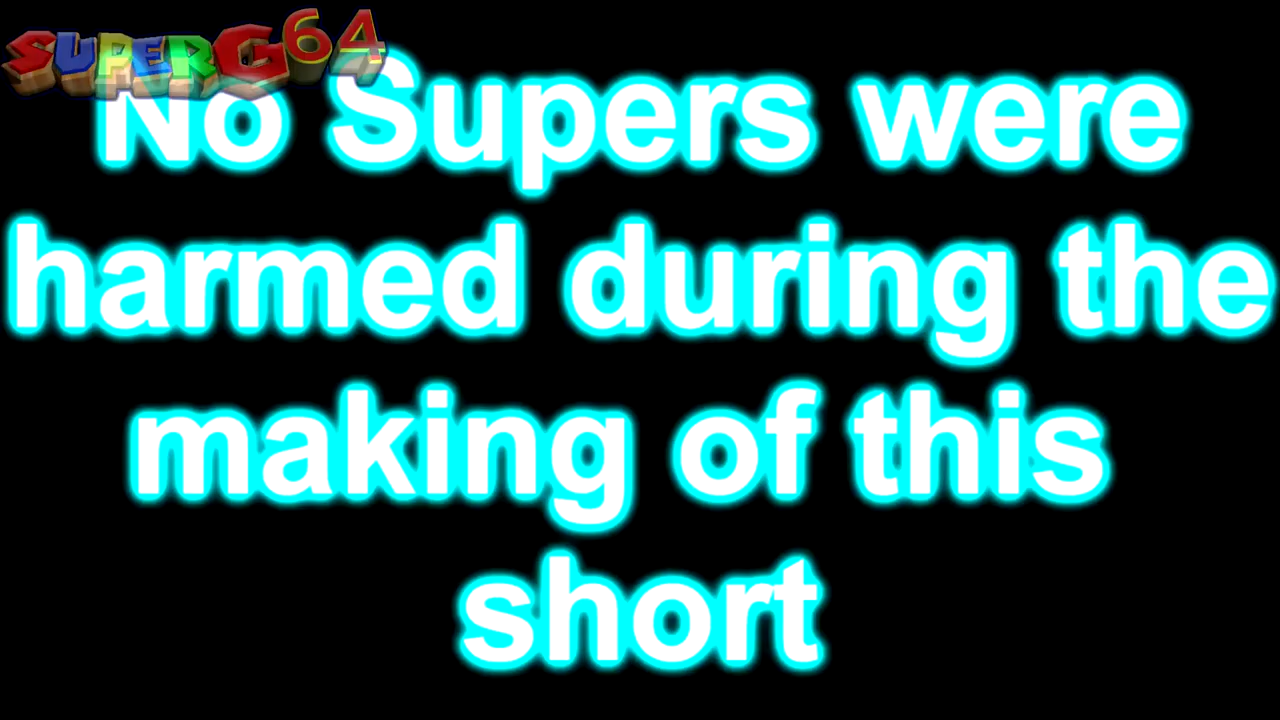 SUPERG64
No Supers were
harmed during the
making of this
short